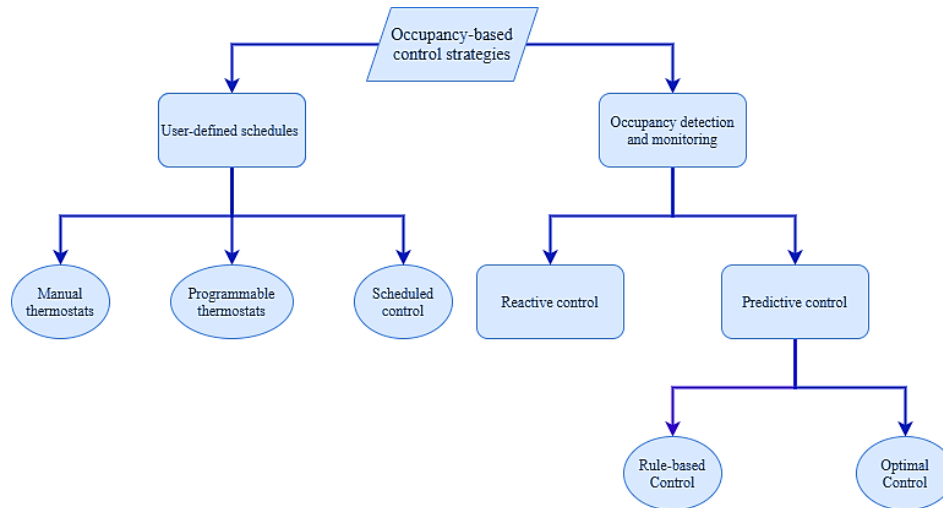 Occupancy-based
control strategies
User-defined schedules
Occupancy detection
and monitoring
Manual
thermostats
Programmable
thermostats
Scheduled
control
Reactive control
Predictive control
Rule-based
Control
Optimal
Control